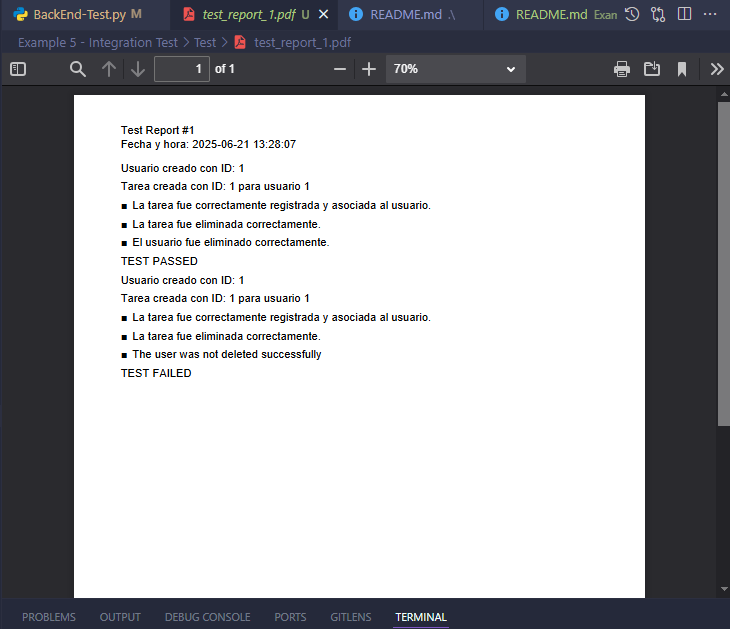 BackEnd-Test.py M
test_report_1.pdf U
README.md .\
README.md Exan
Example 5 - Integration Test > Test > test_report_1.pdf
1 of 1
70%
Test Report #1
Fecha y hora: 2025-06-21 13:28:07
Usuario creado con ID: 1
Tarea creada con ID: 1 para usuario 1
■ La tarea fue correctamente registrada y asociada al usuario.
■ La tarea fue eliminada correctamente.
■ El usuario fue eliminado correctamente.
TEST PASSED
Usuario creado con ID: 1
Tarea creada con ID: 1 para usuario 1
■ La tarea fue correctamente registrada y asociada al usuario.
■ La tarea fue eliminada correctamente.
■ The user was not deleted successfully
TEST FAILED
PROBLEMS
OUTPUT
DEBUG CONSOLE
PORTS
GITLENS
TERMINAL